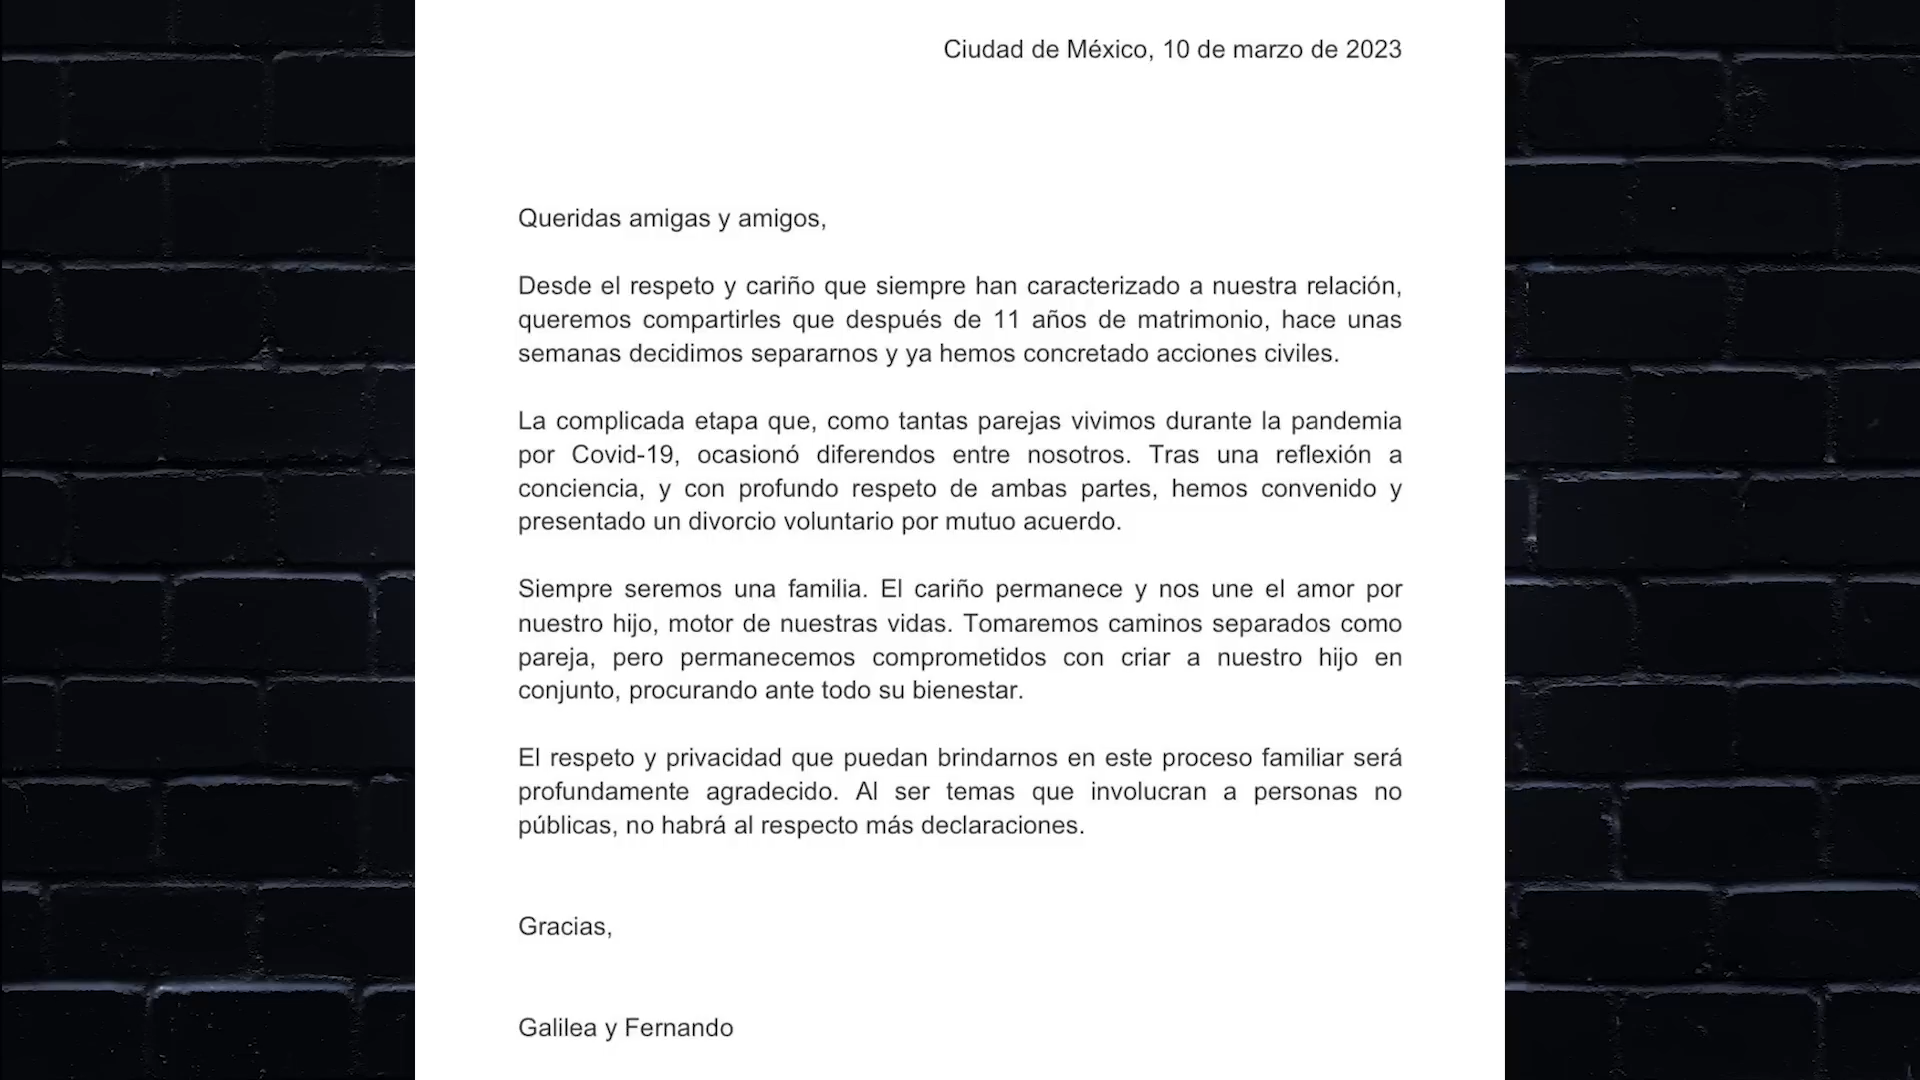 Ciudad de México, 10 de marzo de 2023
Queridas amigas y amigos,
Desde el respeto y cariño que siempre han caracterizado a nuestra relación,
queremos compartirles que después de 11 años de matrimonio, hace unas
semanas decidimos separarnos y ya hemos concretado acciones civiles.
La complicada etapa que, como tantas parejas vivimos durante la pandemia
por Covid-19, ocasionó diferendos entre nosotros. Tras una reflexión a
conciencia, y con profundo respeto de ambas partes, hemos convenido y
presentado un divorcio voluntario por mutuo acuerdo.
Siempre seremos una familia. El cariño permanece y nos une el amor por
nuestro hijo, motor de nuestras vidas. Tomaremos caminos separados como
pareja, pero permanecemos comprometidos con criar a nuestro hijo en
conjunto, procurando ante todo su bienestar.
El respeto y privacidad que puedan brindarnos en este proceso familiar será
profundamente agradecido. Al ser temas que involucran a personas no
públicas, no habrá al respecto más declaraciones.
Gracias,
Galilea y Fernando